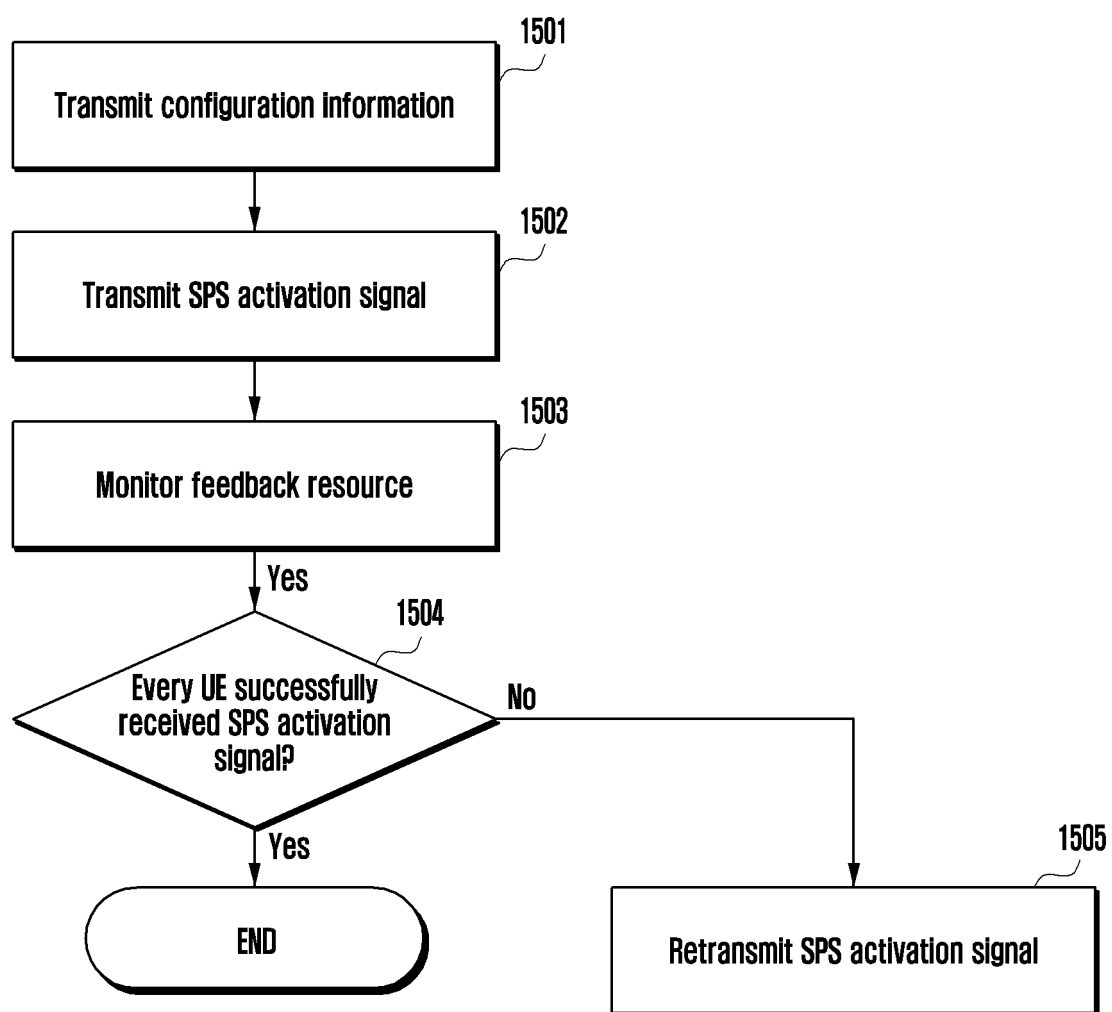 1501
Transmit configuration information
1502
Transmit SPS activation signal
1503
Monitor feedback resource
Yes
1504
Every UE successfully
received SPS activation
signal?
No
Yes
END
1505
Retransmit SPS activation signal